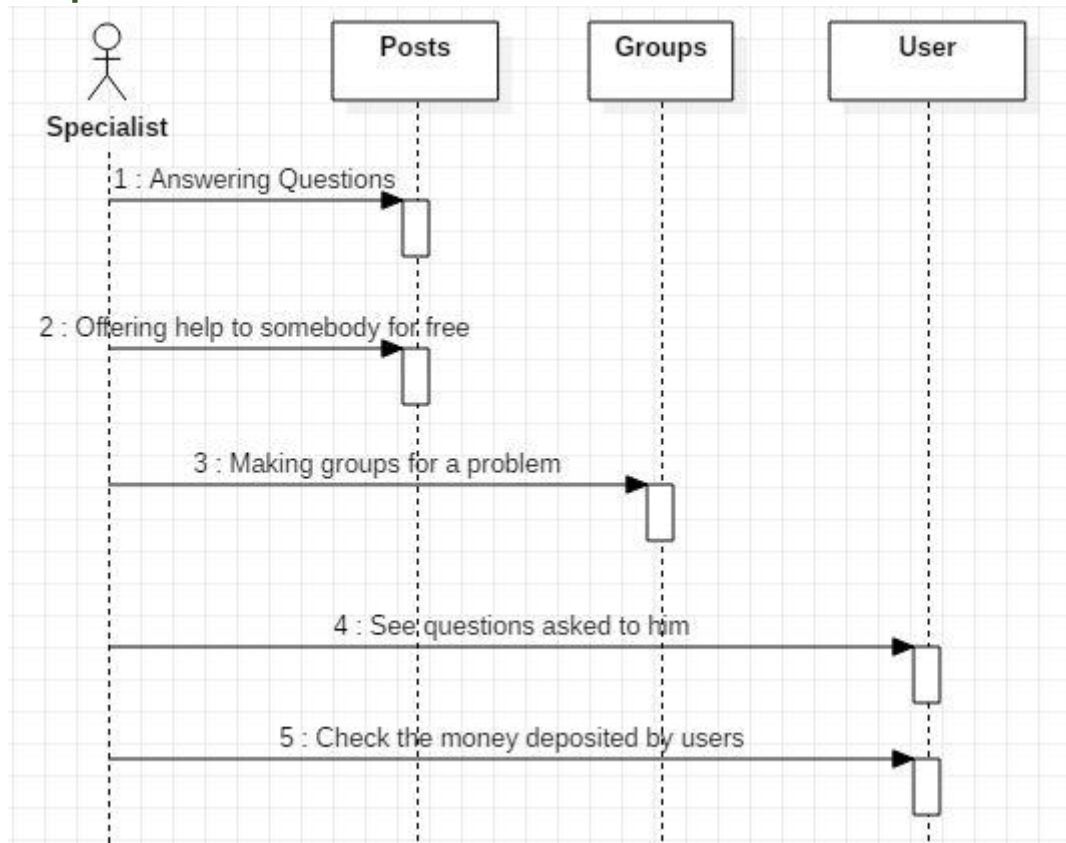 Posts
Groups
User
Specialist
1 : Answering Questions
2 : Offering help to somebody for free
3 : Making groups for a problem
4 : See questions asked to him
5 : Check the money deposited by users